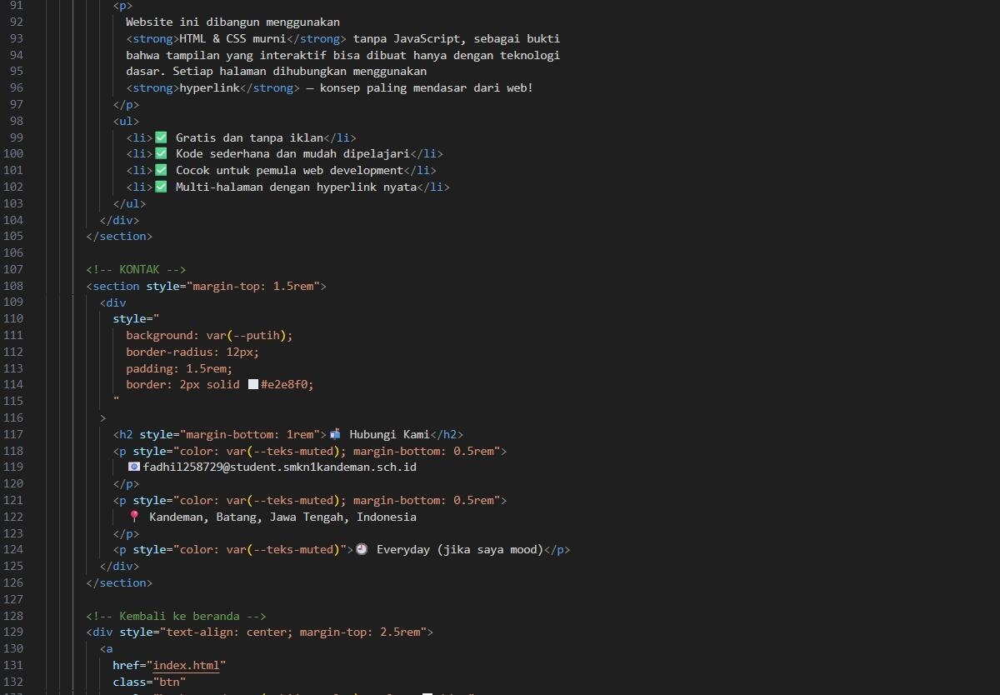 91 <p>
92 Website ini dibangun menggunakan
93 <strong>HTML & CSS murni</strong> tanpa JavaScript, sebagai bukti
94 bahwa tampilan yang interaktif bisa dibuat hanya dengan teknologi
95 dasar. Setiap halaman dihubungkan menggunakan
96 <strong>hyperlink</strong> — konsep paling mendasar dari web!
97 </p>
98 <ul>
99 <li>✅ Gratis dan tanpa iklan</li>
100 <li>✅ Kode sederhana dan mudah dipelajari</li>
101 <li>✅ Cocok untuk pemula web development</li>
102 <li>✅ Multi-halaman dengan hyperlink nyata</li>
103 </ul>
104 </div>
105 </section>
106
107 <!-- KONTAK -->
108 <section style="margin-top: 1.5rem">
109 <div
110 style="
111 background: var(--putih);
112 border-radius: 12px;
113 padding: 1.5rem;
114 border: 2px solid #e2e8f0;
115 "
116 >
117 <h2 style="margin-bottom: 1rem">📬 Hubungi Kami</h2>
118 <p style="color: var(--teks-muted); margin-bottom: 0.5rem">
119 📧fadhil258729@student.smkn1kandeman.sch.id
120 </p>
121 <p style="color: var(--teks-muted); margin-bottom: 0.5rem">
122 📍 Kandeman, Batang, Jawa Tengah, Indonesia
123 </p>
124 <p style="color: var(--teks-muted)">🕘 Everyday (jika saya mood)</p>
125 </div>
126 </section>
127
128 <!-- Kembali ke beranda -->
129 <div style="text-align: center; margin-top: 2.5rem">
130 <a
131 href="index.html"
132 class="btn"